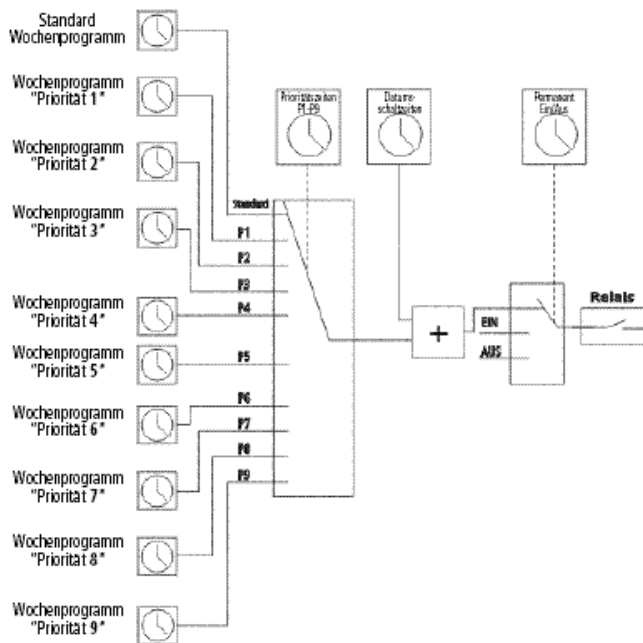 Standard
Wochenprogramm
Wochenprogramm
"Priorität 1"
Wochenprogramm
"Priorität 2"
Wochenprogramm
"Priorität 3"
Wochenprogramm
"Priorität 4"
Wochenprogramm
"Priorität 5"
Wochenprogramm
"Priorität 6"
Wochenprogramm
"Priorität 7"
Wochenprogramm
"Priorität 8"
Wochenprogramm
"Priorität 9"
Prioritätszeiten
P1-P9
Datums-
schaltzeiten
Permanent
Ein/Aus
Standard
P1
P2
P3
P4
P5
P6
P7
P8
P9
+
EIN
AUS
Relais